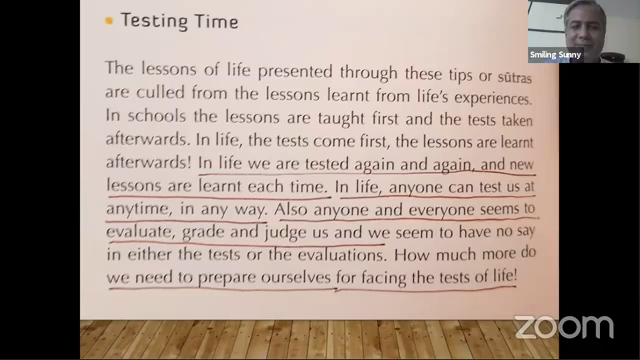 Testing Time
Smiling Sunny
The lessons of life presented through these tips or sūtras
are culled from the lessons learnt from life's experiences.
In schools the lessons are taught first and the tests taken
afterwards. In life, the tests come first, the lessons are learnt
afterwards! In life we are tested again and again, and new
lessons are learnt each time. In life, anyone can test us at
anytime, in any way. Also anyone and everyone seems to
evaluate, grade and judge us and we seem to have no say
in either the tests or the evaluations. How much more do
we need to prepare ourselves for facing the tests of life!
zoom